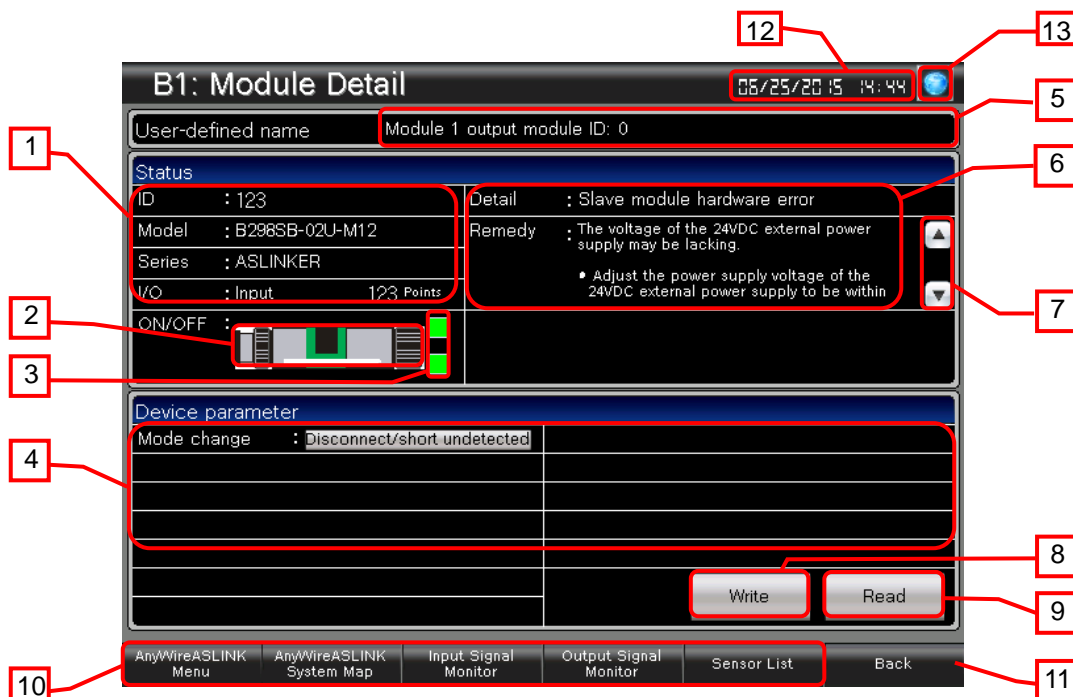 12
13
B1: Module Detail
06/25/2015 14:44
5
User-defined name
Module 1 output module ID: 0
1
6
Status
ID : 123
Detail : Slave module hardware error
Model : B298SB-02U-M12
Remedy : The voltage of the 24VDC external power
supply may be lacking.
Series : ASLINKER
• Adjust the power supply voltage of the
24VDC external power supply to be within
I/O : Input 123 Points
7
2
ON/OFF :
3
Device parameter
Mode change : Disconnect/short undetected
4
8
Write
Read
9
AnyWireASLINK
Menu
AnyWireASLINK
System Map
Input Signal
Monitor
Output Signal
Monitor
Sensor List
Back
10
11